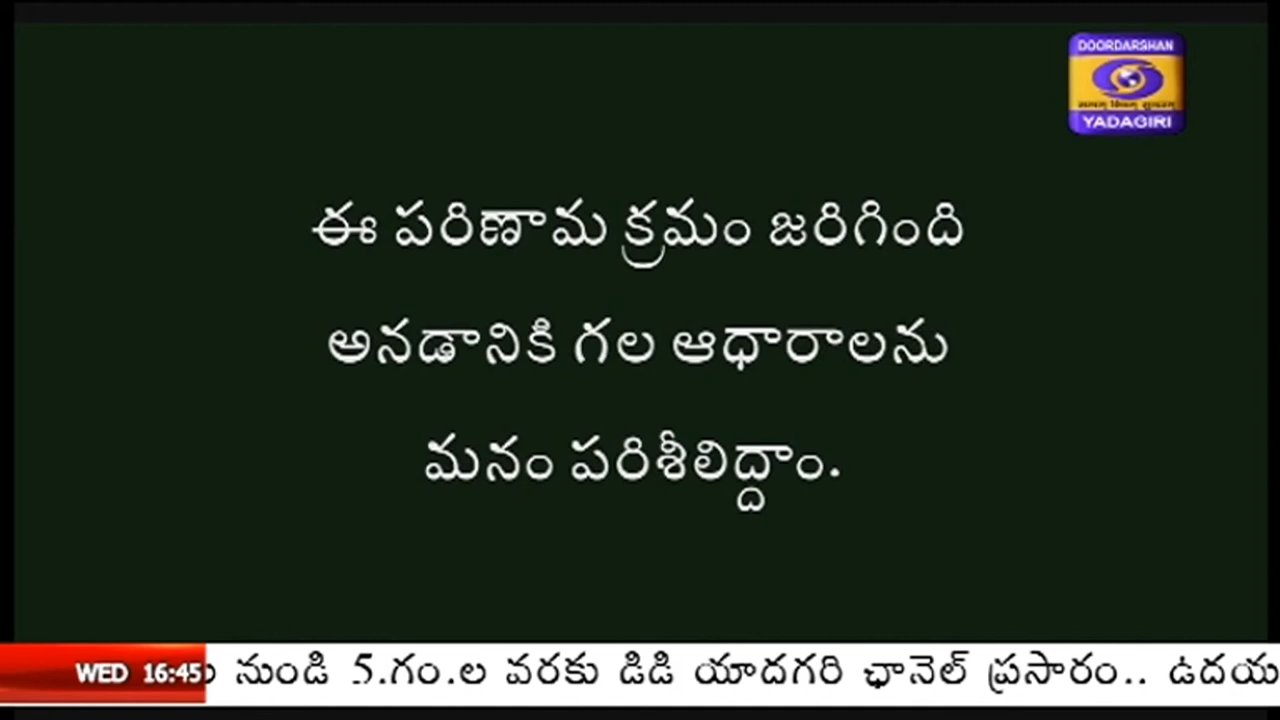 DOORDARSHAN
YADAGIRI
ఈ పరిణామ క్రమం జరిగింది
అనడానికి గల ఆధారాలను
మనం పరిశీలిద్దాం.
WED 16:45 నుండి 5.గం.ల వరకు డిడి యాదగరి ఛానెల్ ప్రసారం.. ఉదయ